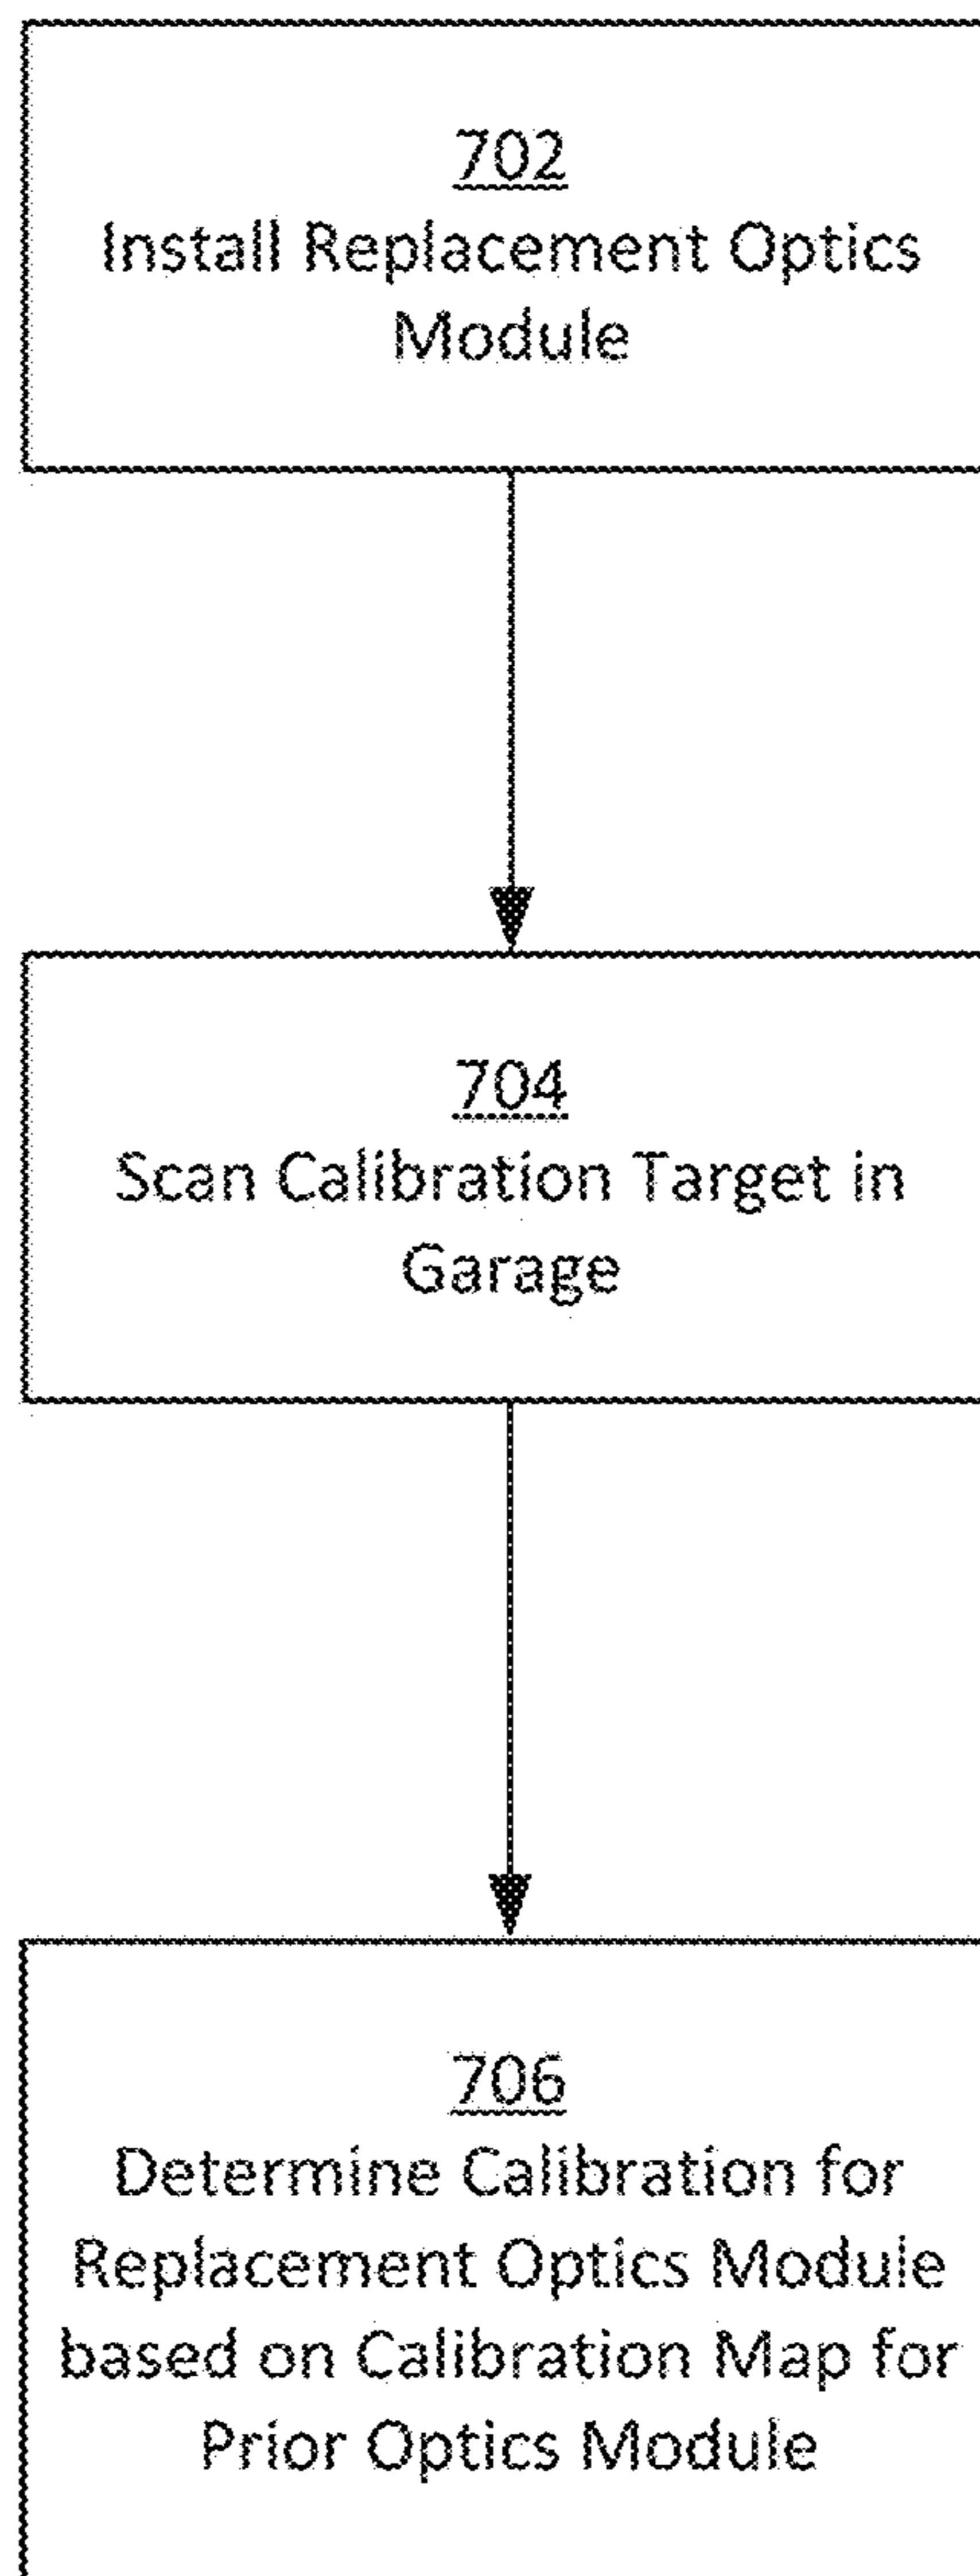 702
Install Replacement Optics
Module
704
Scan Calibration Target in
Garage
706
Determine Calibration for
Replacement Optics Module
based on Calibration Map for
Prior Optics Module